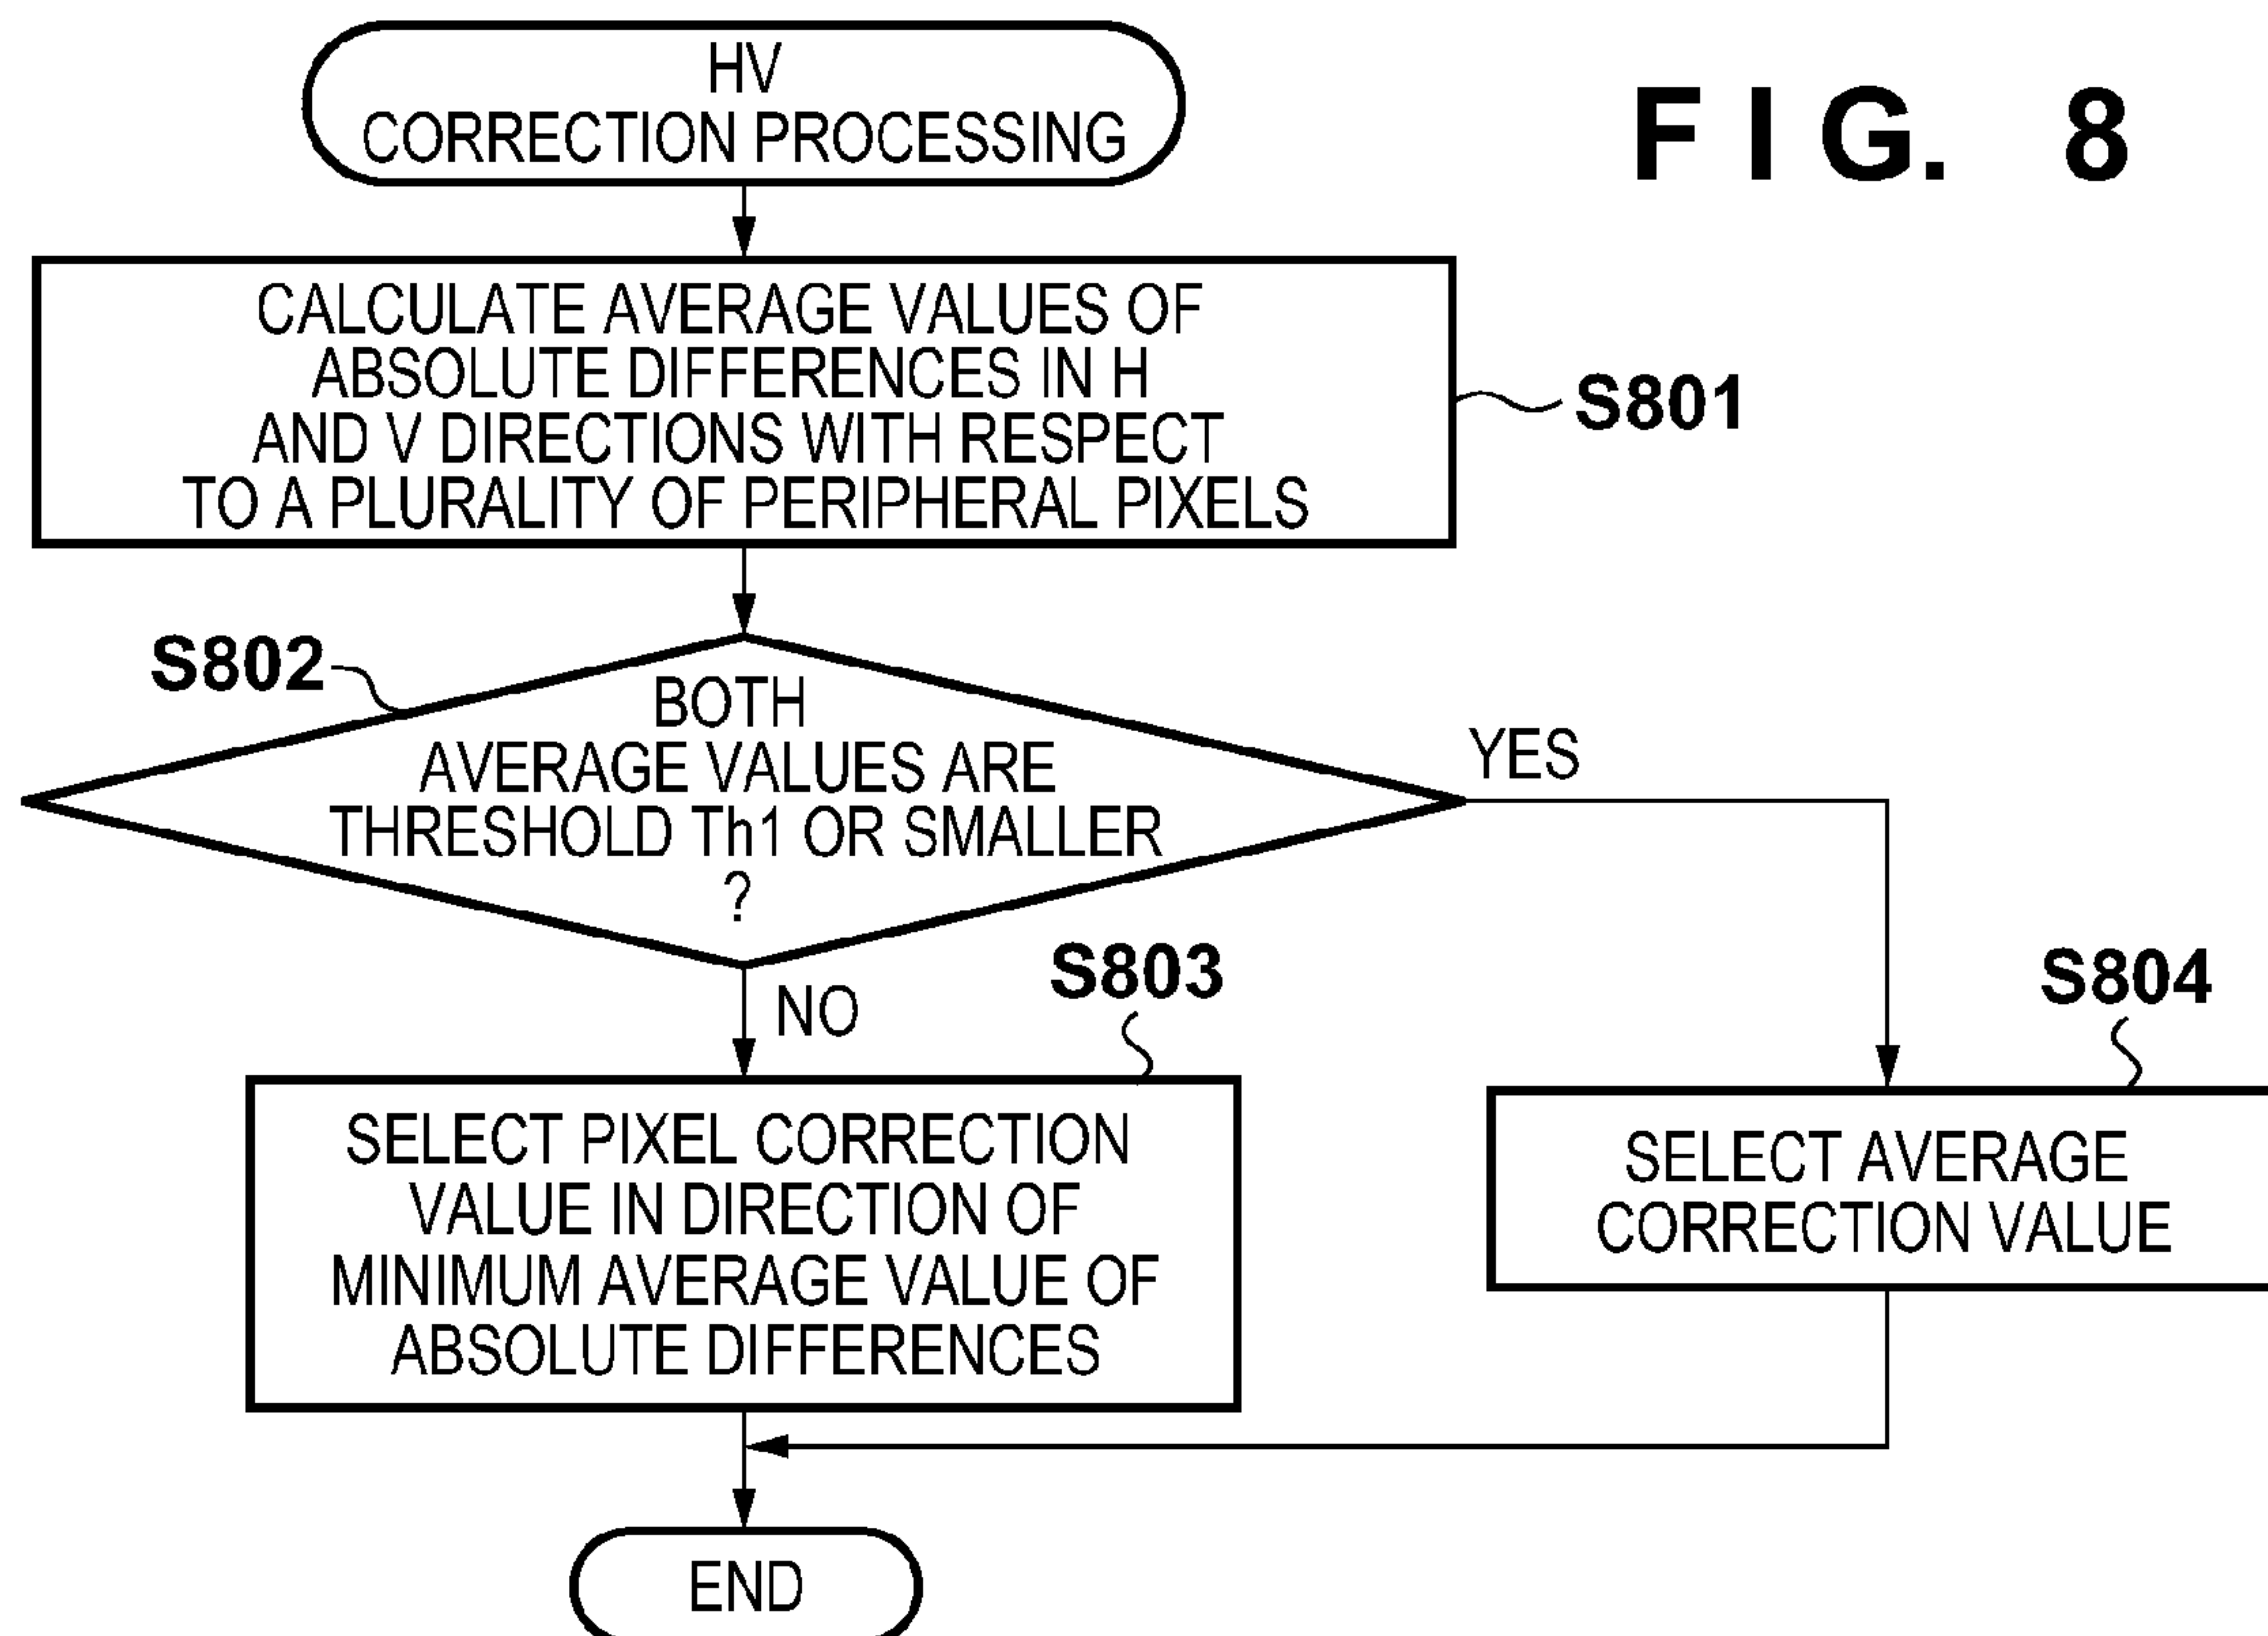 HV
CORRECTION PROCESSING
FIG. 8
CALCULATE AVERAGE VALUES OF
ABSOLUTE DIFFERENCES IN H
AND V DIRECTIONS WITH RESPECT
TO A PLURALITY OF PERIPHERAL PIXELS
S801
S802
BOTH
AVERAGE VALUES ARE
THRESHOLD Th1 OR SMALLER
?
YES
NO
S803
SELECT PIXEL CORRECTION
VALUE IN DIRECTION OF
MINIMUM AVERAGE VALUE OF
ABSOLUTE DIFFERENCES
S804
SELECT AVERAGE
CORRECTION VALUE
END